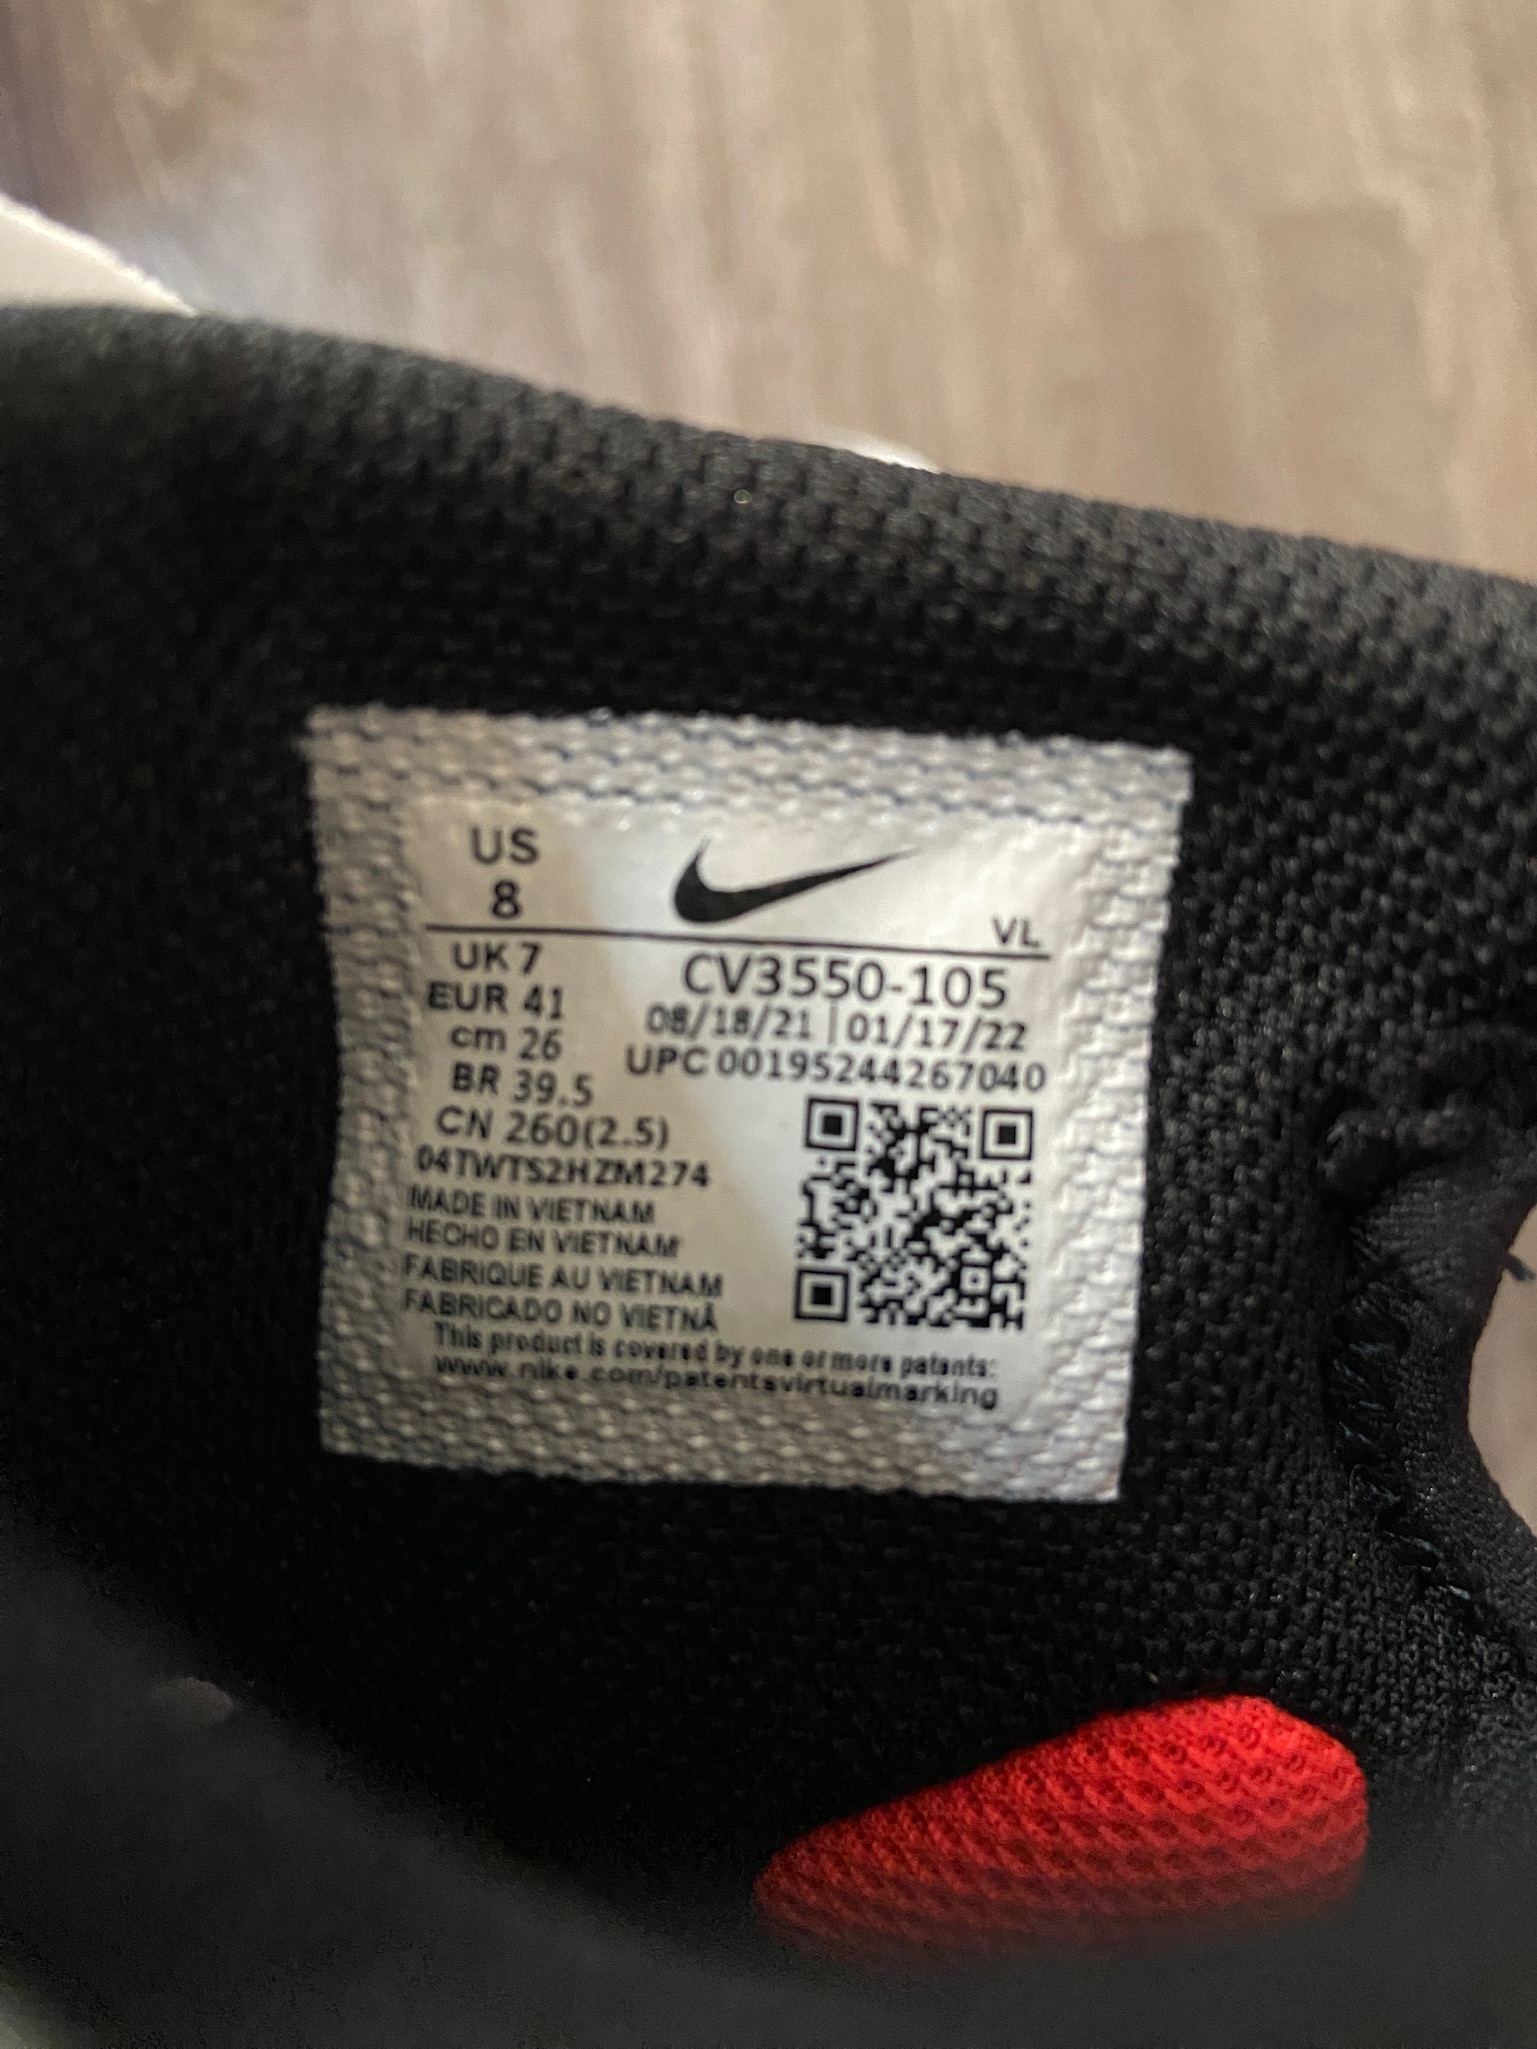 US
8
VL
UK 7
EUR 41
cm 26
BR 39.5
CN 260(2.5)
CV3550-105
08/18/21 | 01/17/22
UPC 00195244267040
04TWTS2HZM274
MADE IN VIETNAM
HECHO EN VIETNAM
FABRIQUE AU VIETNAM
FABRICADO NO VIETNÃ
This product is covered by one or more patents:
www.nike.com/patentsvirtualmarking